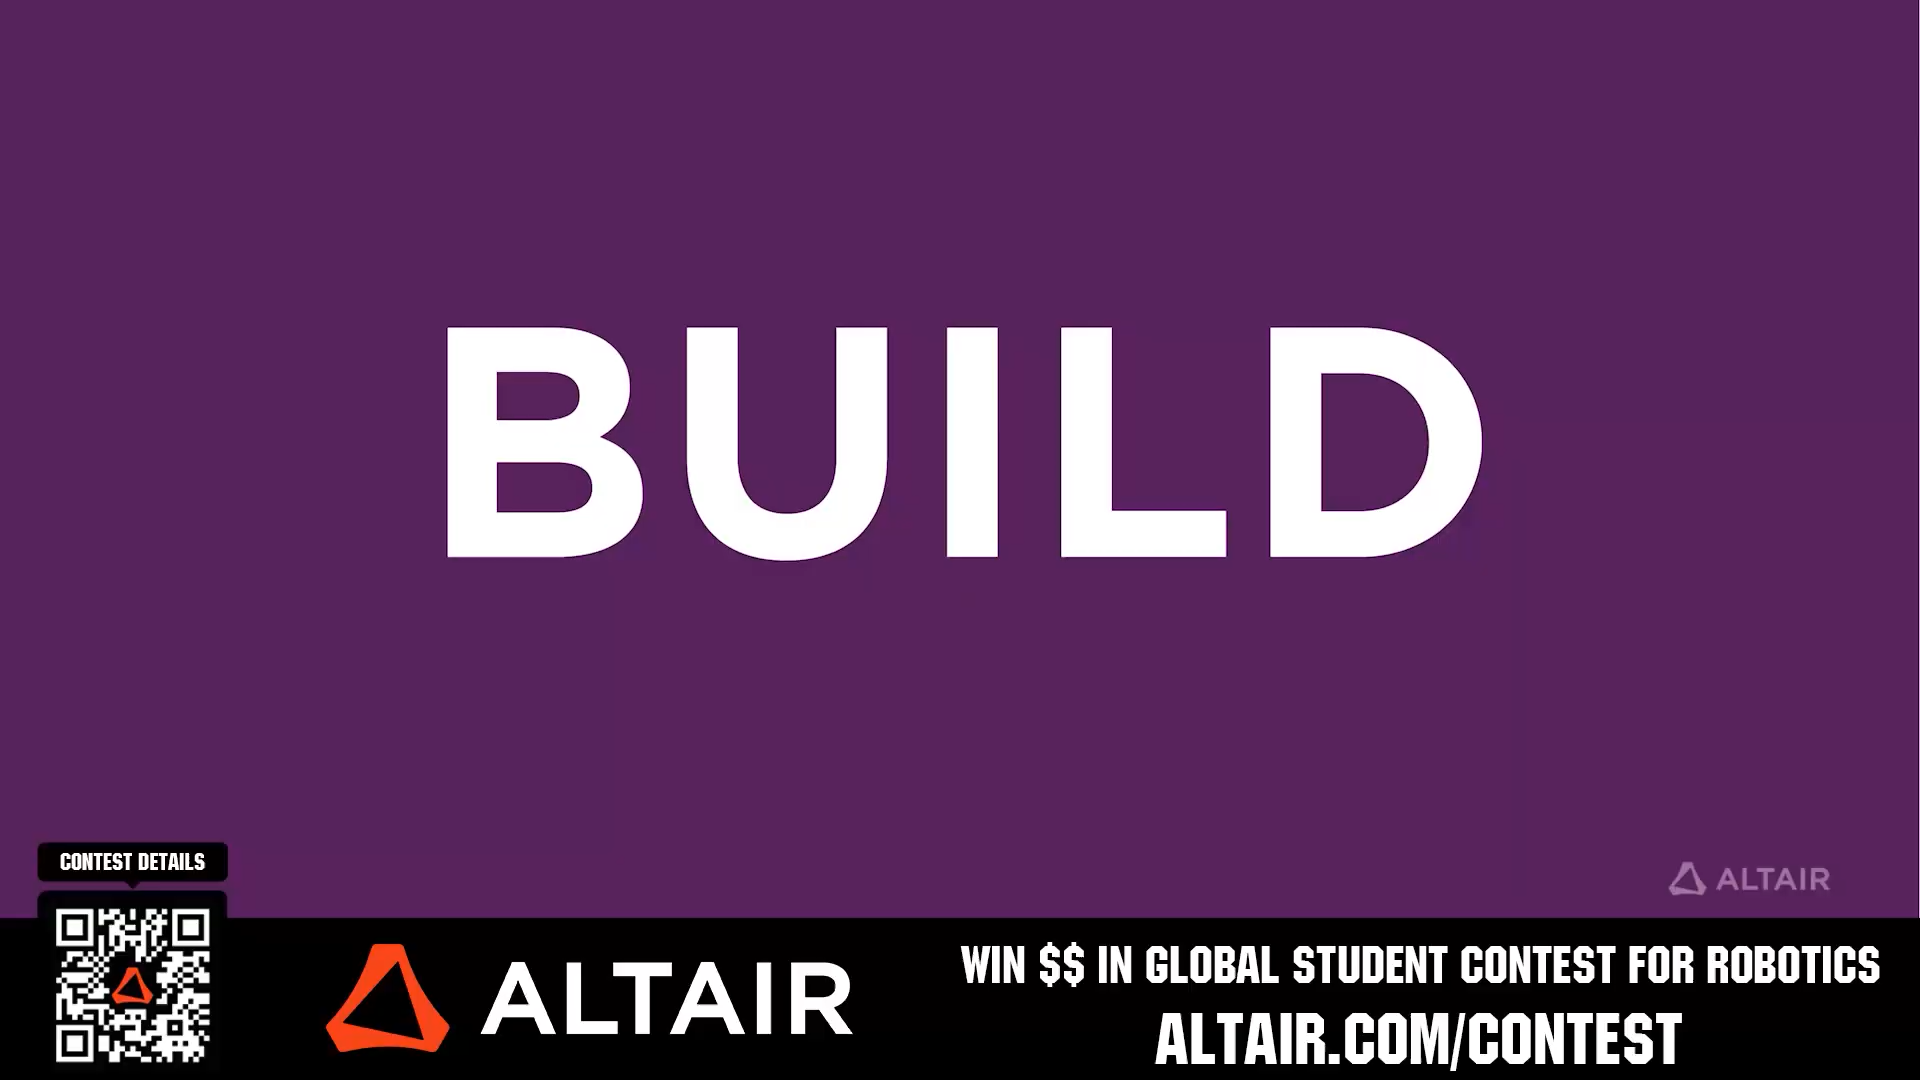 BUILD
CONTEST DETAILS
ALTAIR
ALTAIR
WIN $$ IN GLOBAL STUDENT CONTEST FOR ROBOTICS
ALTAIR.COM/CONTEST